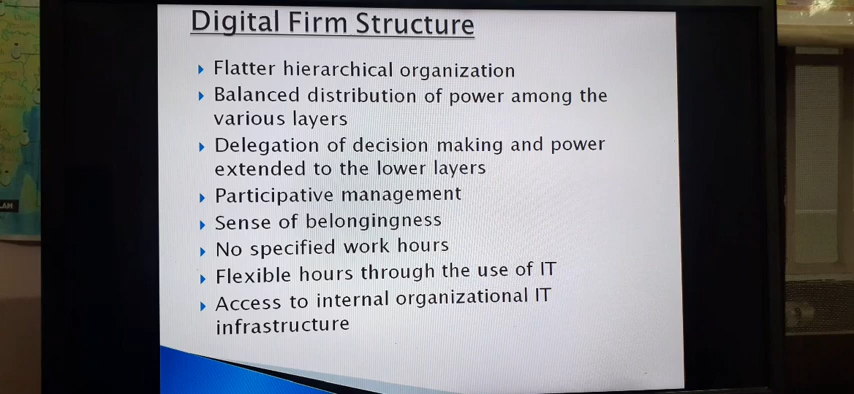 Digital Firm Structure
Flatter hierarchical organization
Balanced distribution of power among the
various layers
Delegation of decision making and power
extended to the lower layers
Participative management
Sense of belongingness
No specified work hours
Flexible hours through the use of IT
Access to internal organizational IT
infrastructure
LAM